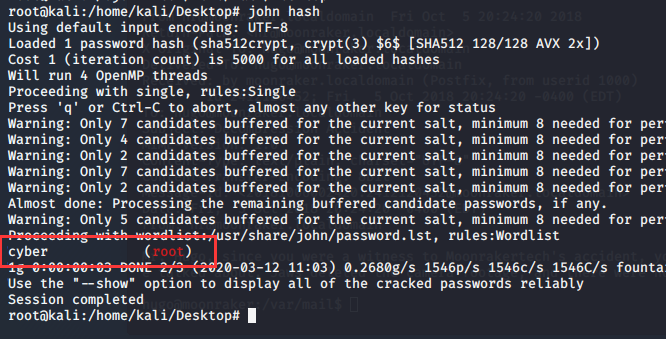 root@kali:/home/kali/Desktop# john hash
Using default input encoding: UTF-8
Loaded 1 password hash (sha512crypt, crypt(3) $6$ [SHA512 128/128 AVX 2x])
Cost 1 (iteration count) is 5000 for all loaded hashes
Will run 4 OpenMP threads
Proceeding with single, rules:Single
Press 'q' or Ctrl-C to abort, almost any other key for status
Warning: Only 7 candidates buffered for the current salt, minimum 8 needed for per
Warning: Only 4 candidates buffered for the current salt, minimum 8 needed for per
Warning: Only 2 candidates buffered for the current salt, minimum 8 needed for per
Warning: Only 7 candidates buffered for the current salt, minimum 8 needed for per
Warning: Only 2 candidates buffered for the current salt, minimum 8 needed for per
Almost done: Processing the remaining buffered candidate passwords, if any.
Warning: Only 5 candidates buffered for the current salt, minimum 8 needed for per
Proceeding with wordlist:/usr/share/john/password.lst, rules:Wordlist
cyber (root)
1g 0:00:00:03 DONE 2/3 (2020-03-12 11:03) 0.2680g/s 1546p/s 1546c/s 1546C/s founta
Use the "--show" option to display all of the cracked passwords reliably
Session completed
root@kali:/home/kali/Desktop#